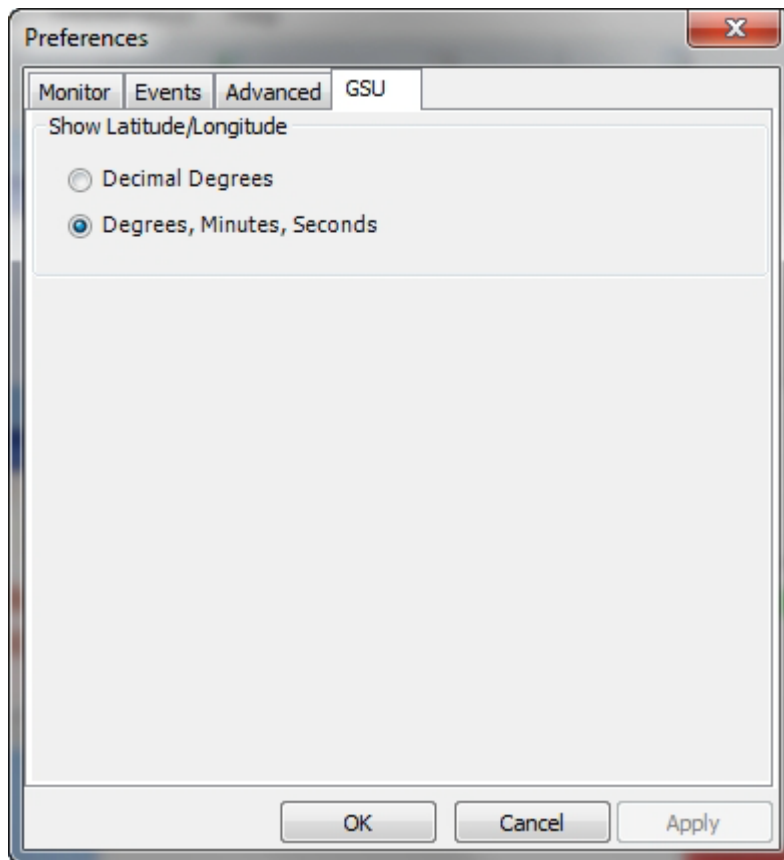 Preferences
Monitor Events Advanced GSU
Show Latitude/Longitude
Decimal Degrees
Degrees, Minutes, Seconds
OK Cancel Apply